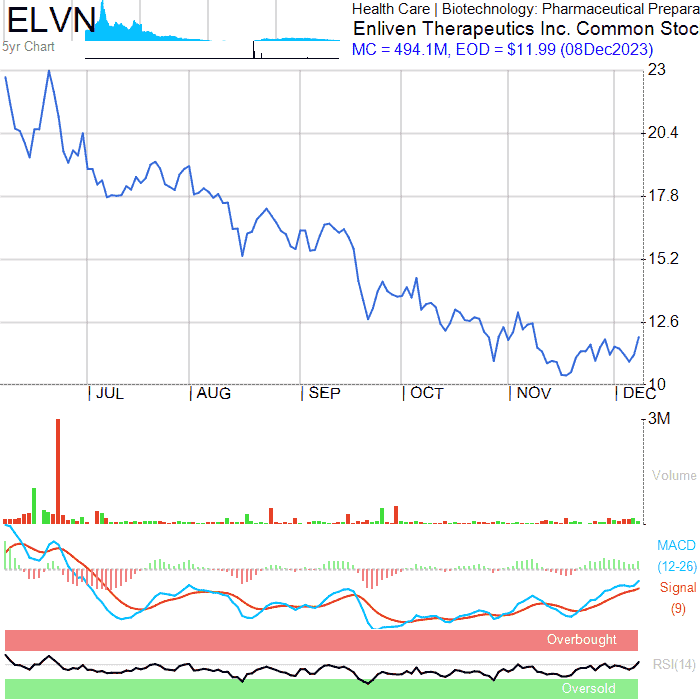 ELVN
5yr Chart
Health Care | Biotechnology: Pharmaceutical Prepara
Enliven Therapeutics Inc. Common Stoc
MC = 494.1M, EOD = $11.99 (08Dec2023)
23
20.4
17.8
15.2
12.6
10
JUL
AUG
SEP
OCT
NOV
DEC
3M
Volume
MACD
(12-26)
Signal
(9)
Overbought
RSI(14)
Oversold